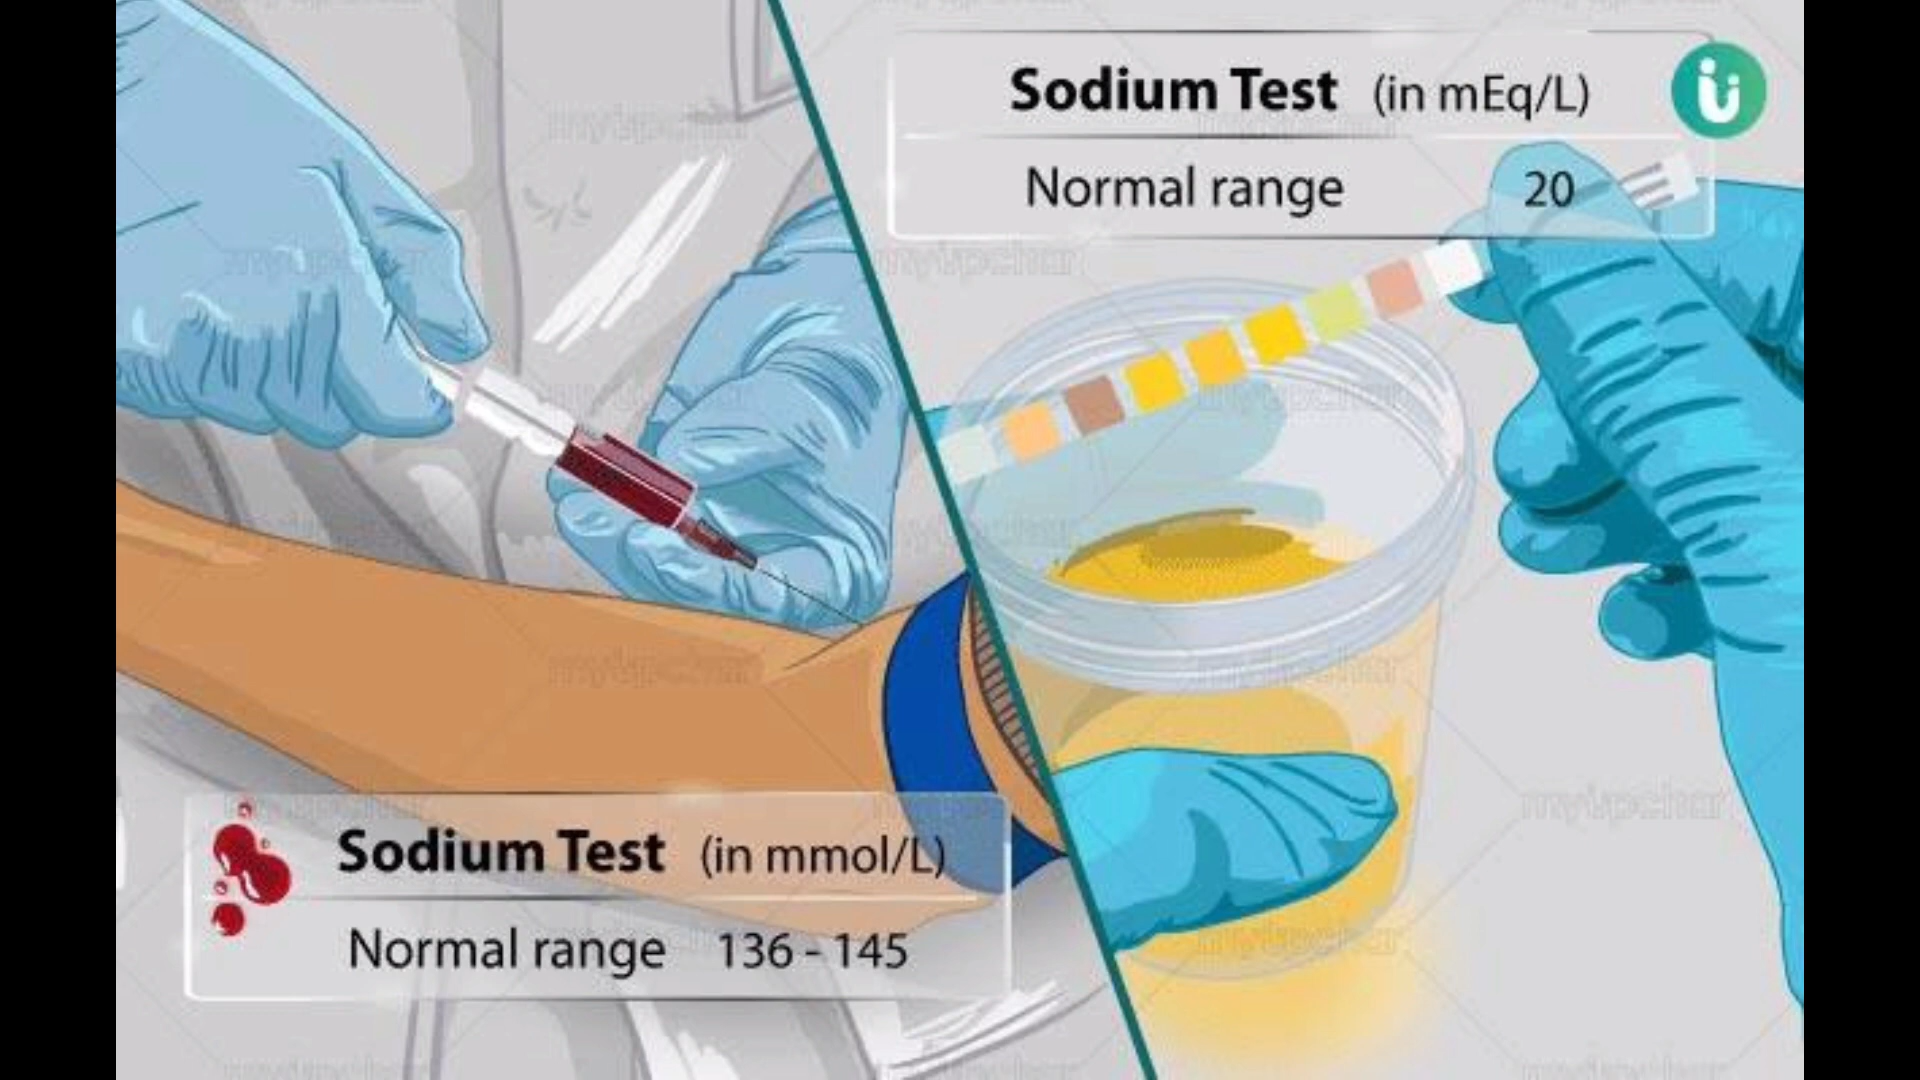 Sodium Test (in mEq/L)
Normal range 20
Sodium Test (in mmol/L)
Normal range 136 - 145